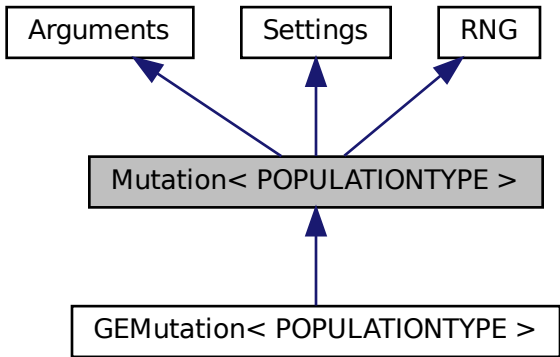 Arguments
Settings
RNG
Mutation< POPULATIONTYPE >
GEMutation< POPULATIONTYPE >